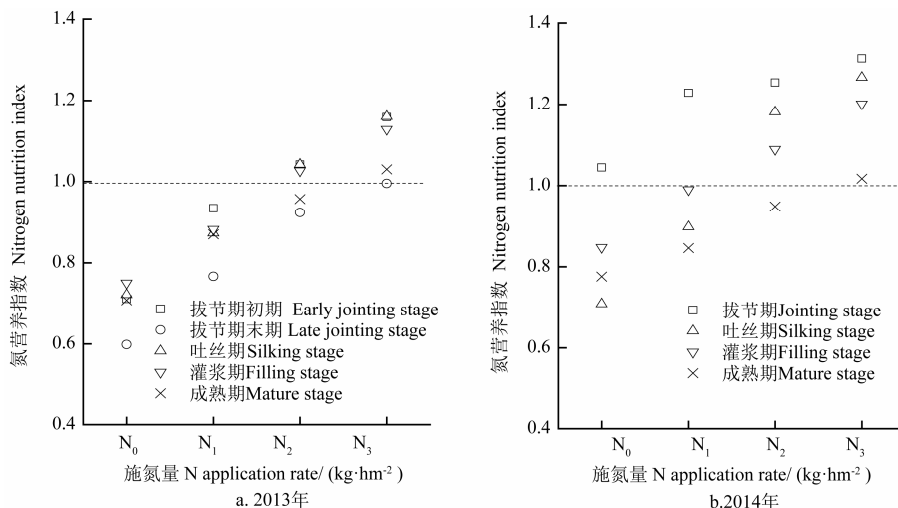 1.4
1.2
1.0
0.8
0.6
0.4
氮营养指数 Nitrogen nutrition index
拔节期初期 Early jointing stage
拔节期末期 Late jointing stage
吐丝期Silking stage
灌浆期Filling stage
成熟期Mature stage
N0 N1 N2 N3
施氮量 N application rate/ (kg·hm-2 )
a. 2013年
1.4
1.2
1.0
0.8
0.6
0.4
氮营养指数 Nitrogen nutrition index
拔节期Jointing stage
吐丝期Silking stage
灌浆期Filling stage
成熟期Mature stage
N0 N1 N2 N3
施氮量 N application rate/ (kg·hm-2 )
b.2014年